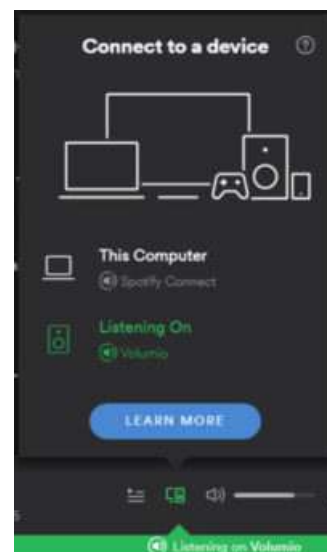 Connect to a device
This Computer
Spotify Connect
Listening On
Volumio
LEARN MORE
Listening on Volumio